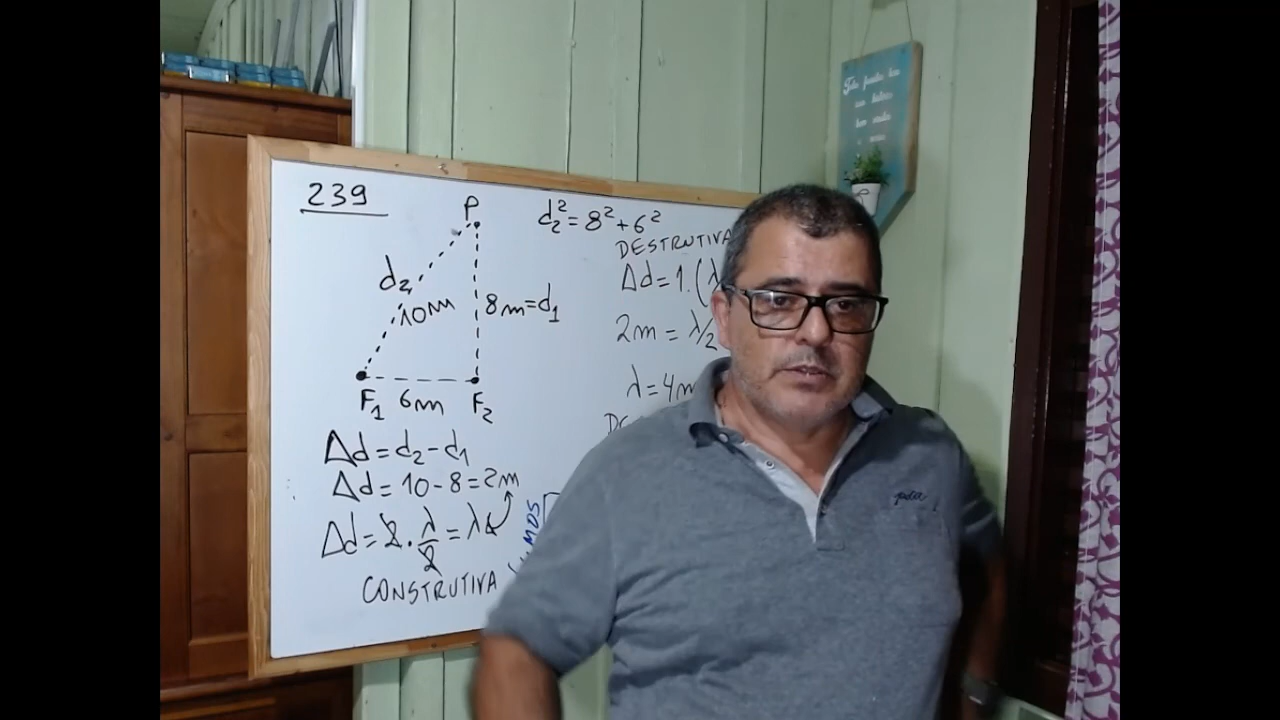 239
P
d₂
10m
8m=d₁
F₁ 6m F₂
Δd=d₂-d₁
Δd=10-8=2m
Δd=2.λ/2=λ
CONSTRUTIVA
d₂²=8²+6²
DESTRUTIVA
Δd=1.(λ
2m=λ/2
λ=4m
MDS